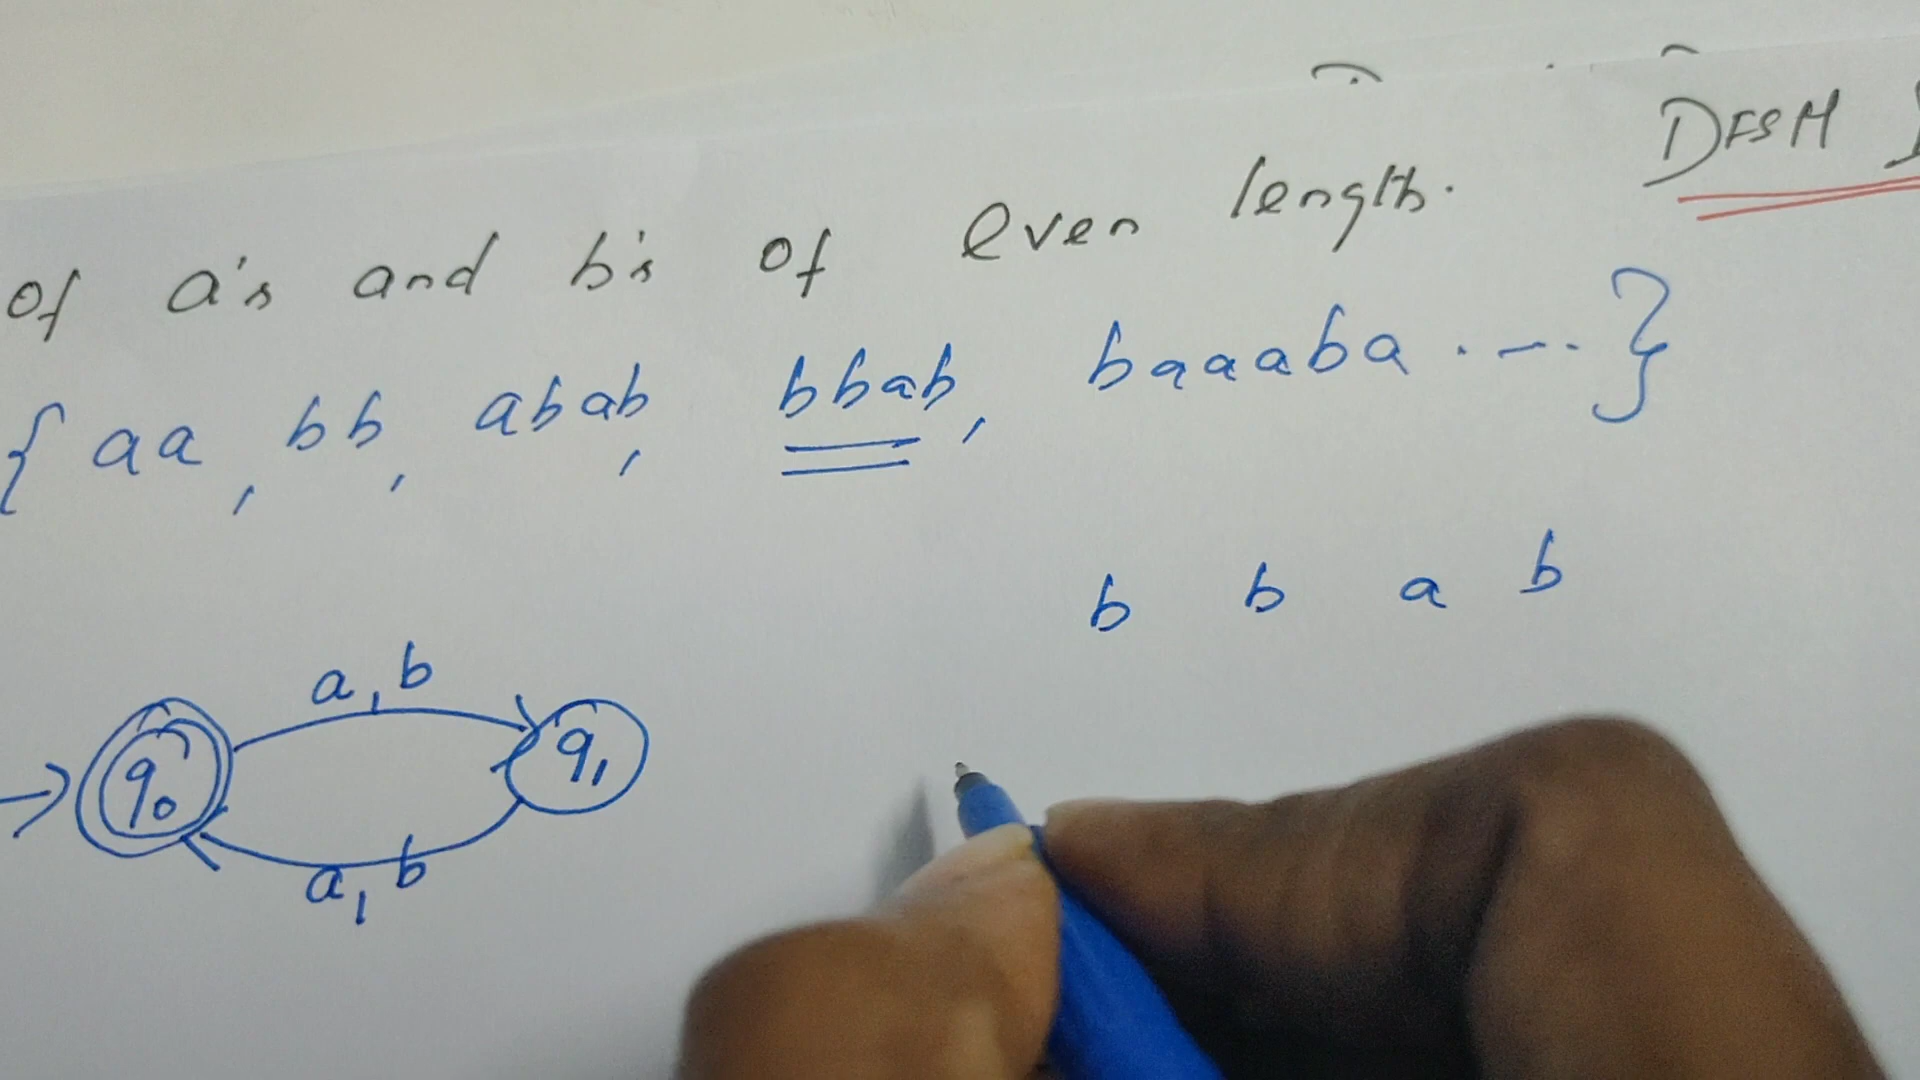 DFSM
of a's and b's of even length.
{ aa, bb, abab, bbab, baaaba . -- . }
b b a b
a, b
q0 q1
a, b